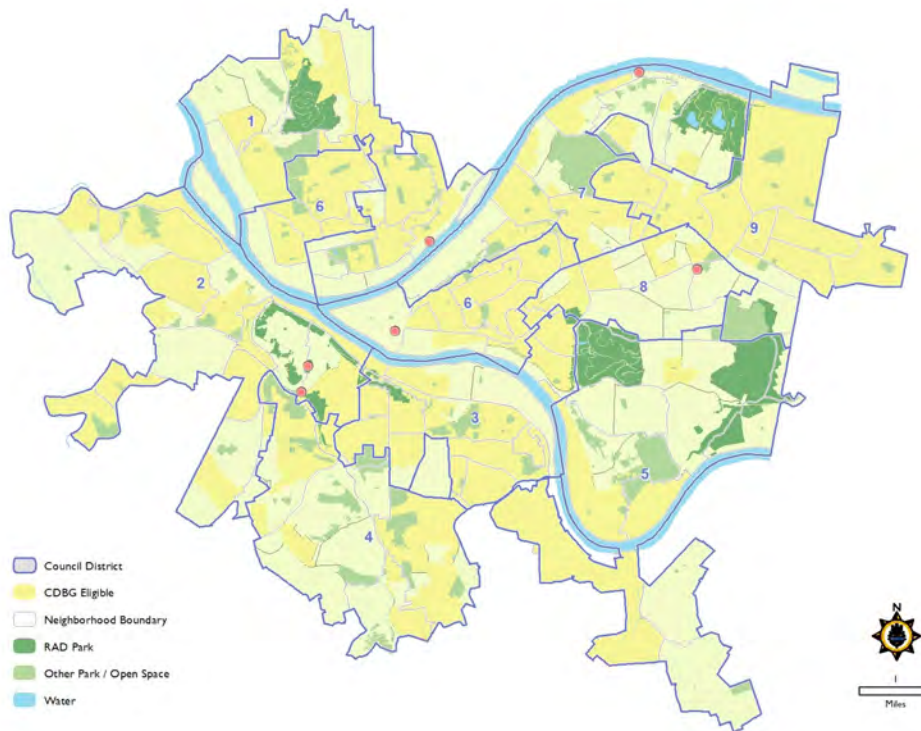 1
6
7
9
2
6
8
3
5
4
Council District
CDBG Eligible
Neighborhood Boundary
RAD Park
Other Park / Open Space
Water
N
1
Miles